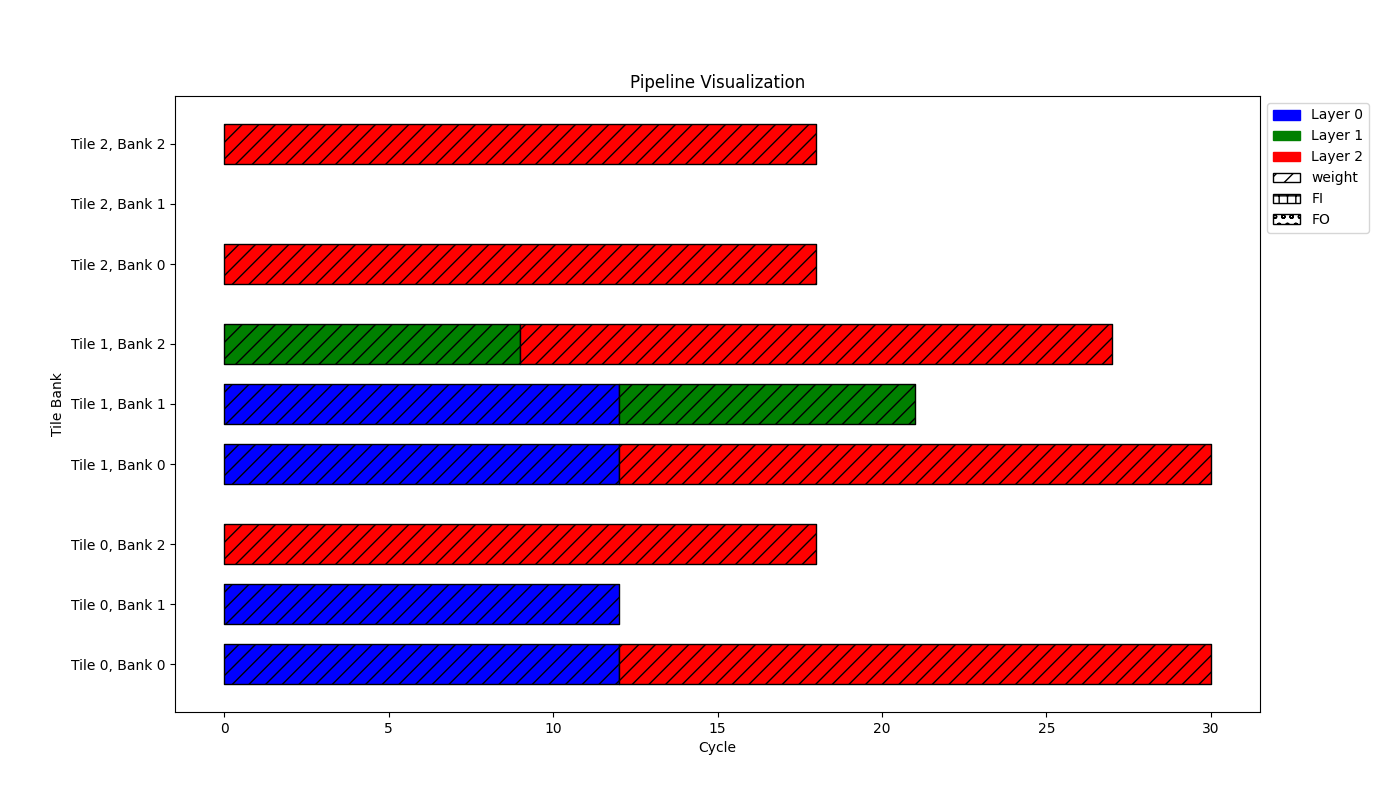 Pipeline Visualization
Layer 0
Layer 1
Layer 2
weight
FI
FO
Tile 2, Bank 2
Tile 2, Bank 1
Tile 2, Bank 0
Tile 1, Bank 2
Tile 1, Bank 1
Tile 1, Bank 0
Tile 0, Bank 2
Tile 0, Bank 1
Tile 0, Bank 0
Tile Bank
0 5 10 15 20 25 30
Cycle